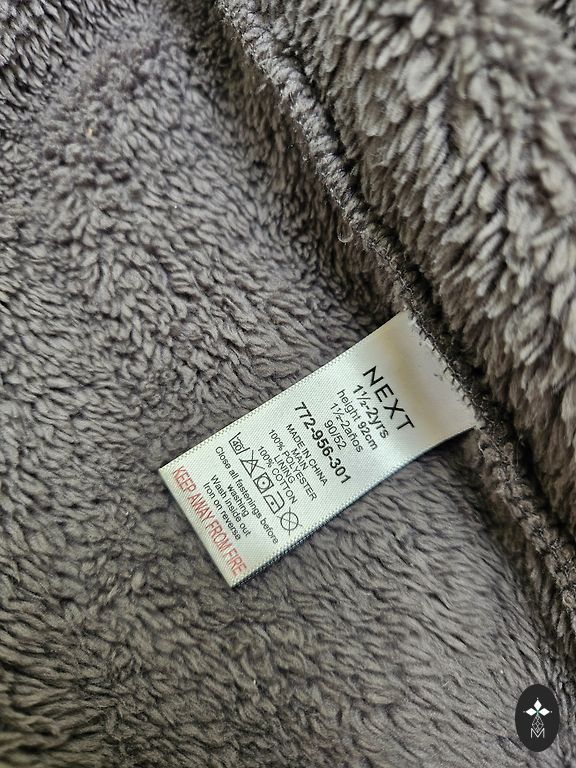 NEXT
1½-2yrs
height 92cm
1½-2años
90/52
772-956-301
MADE IN CHINA
MAIN
100% POLYESTER
LINING
100% COTTON
Close all fastenings before
washing
Wash inside out
Iron on reverse
KEEP AWAY FROM FIRE
M